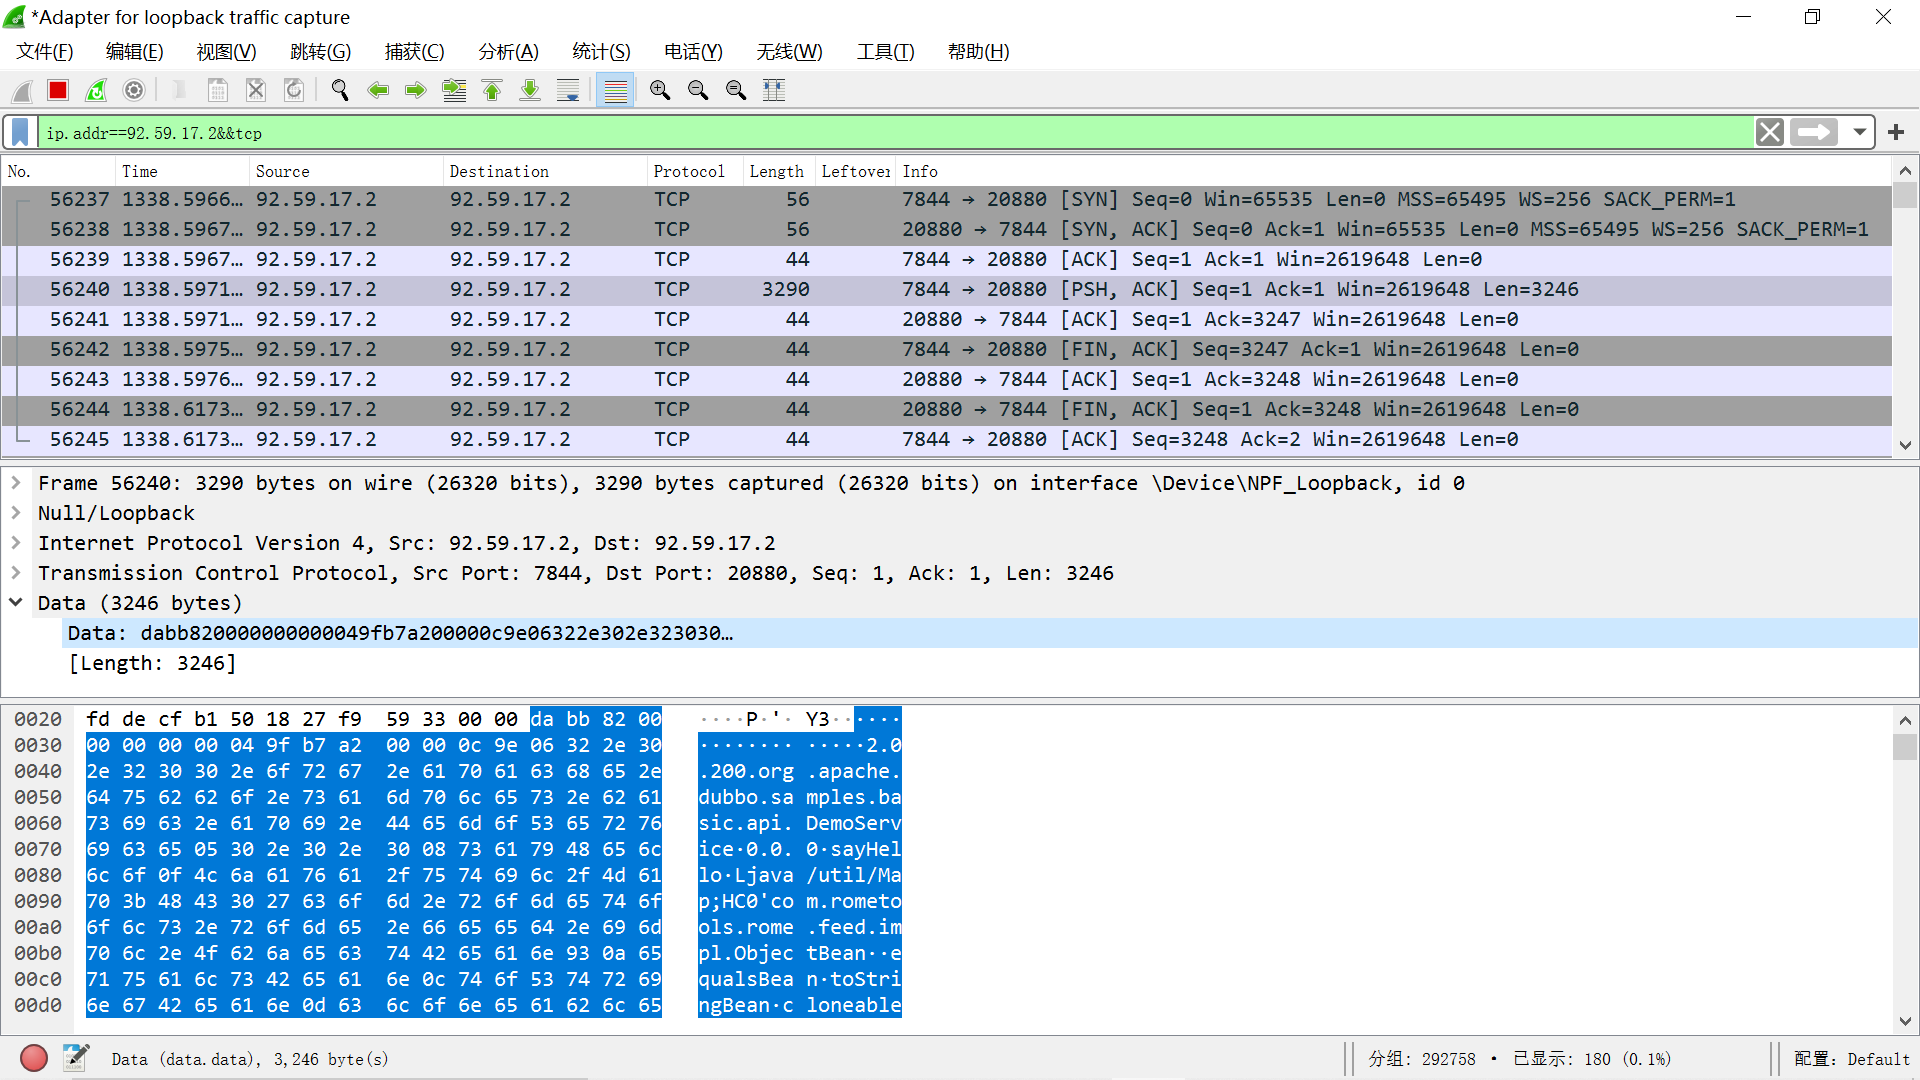 *Adapter for loopback traffic capture
文件(F) 编辑(E) 视图(V) 跳转(G) 捕获(C) 分析(A) 统计(S) 电话(Y) 无线(W) 工具(T) 帮助(H)
ip.addr==92.59.17.2&&tcp
No. Time Source Destination Protocol Length Leftover Info
56237 1338.5966… 92.59.17.2 92.59.17.2 TCP 56 7844 → 20880 [SYN] Seq=0 Win=65535 Len=0 MSS=65495 WS=256 SACK_PERM=1
56238 1338.5967… 92.59.17.2 92.59.17.2 TCP 56 20880 → 7844 [SYN, ACK] Seq=0 Ack=1 Win=65535 Len=0 MSS=65495 WS=256 SACK_PERM=1
56239 1338.5967… 92.59.17.2 92.59.17.2 TCP 44 7844 → 20880 [ACK] Seq=1 Ack=1 Win=2619648 Len=0
56240 1338.5971… 92.59.17.2 92.59.17.2 TCP 3290 7844 → 20880 [PSH, ACK] Seq=1 Ack=1 Win=2619648 Len=3246
56241 1338.5971… 92.59.17.2 92.59.17.2 TCP 44 20880 → 7844 [ACK] Seq=1 Ack=3247 Win=2619648 Len=0
56242 1338.5975… 92.59.17.2 92.59.17.2 TCP 44 7844 → 20880 [FIN, ACK] Seq=3247 Ack=1 Win=2619648 Len=0
56243 1338.5976… 92.59.17.2 92.59.17.2 TCP 44 20880 → 7844 [ACK] Seq=1 Ack=3248 Win=2619648 Len=0
56244 1338.6173… 92.59.17.2 92.59.17.2 TCP 44 20880 → 7844 [FIN, ACK] Seq=1 Ack=3248 Win=2619648 Len=0
56245 1338.6173… 92.59.17.2 92.59.17.2 TCP 44 7844 → 20880 [ACK] Seq=3248 Ack=2 Win=2619648 Len=0
Frame 56240: 3290 bytes on wire (26320 bits), 3290 bytes captured (26320 bits) on interface \Device\NPF_Loopback, id 0
Null/Loopback
Internet Protocol Version 4, Src: 92.59.17.2, Dst: 92.59.17.2
Transmission Control Protocol, Src Port: 7844, Dst Port: 20880, Seq: 1, Ack: 1, Len: 3246
Data (3246 bytes)
Data: dabb820000000000049fb7a200000c9e06322e302e323030…
[Length: 3246]
0020 fd de cf b1 50 18 27 f9 59 33 00 00 da bb 82 00 ····P·'· Y3······
0030 00 00 00 00 04 9f b7 a2 00 00 0c 9e 06 32 2e 30 ········ ·····2.0
0040 2e 32 30 30 2e 6f 72 67 2e 61 70 61 63 68 65 2e .200.org .apache.
0050 64 75 62 62 6f 2e 73 61 6d 70 6c 65 73 2e 62 61 dubbo.sa mples.ba
0060 73 69 63 2e 61 70 69 2e 44 65 6d 6f 53 65 72 76 sic.api. DemoServ
0070 69 63 65 05 30 2e 30 2e 30 08 73 61 79 48 65 6c ice·0.0. 0·sayHel
0080 6c 6f 0f 4c 6a 61 76 61 2f 75 74 69 6c 2f 4d 61 lo·Ljava /util/Ma
0090 70 3b 48 43 30 27 63 6f 6d 2e 72 6f 6d 65 74 6f p;HC0'co m.rometo
00a0 6f 6c 73 2e 72 6f 6d 65 2e 66 65 65 64 2e 69 6d ols.rome .feed.im
00b0 70 6c 2e 4f 62 6a 65 63 74 42 65 61 6e 93 0a 65 pl.Objec tBean··e
00c0 71 75 61 6c 73 42 65 61 6e 0c 74 6f 53 74 72 69 qualsBea n·toStri
00d0 6e 67 42 65 61 6e 0d 63 6c 6f 6e 65 61 62 6c 65 ngBean·c loneable
Data (data.data), 3,246 byte(s) 分组: 292758 · 已显示: 180 (0.1%) 配置: Default